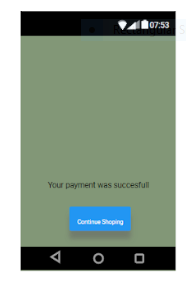 07:53
Your payment was succesfull
Continue Shoping